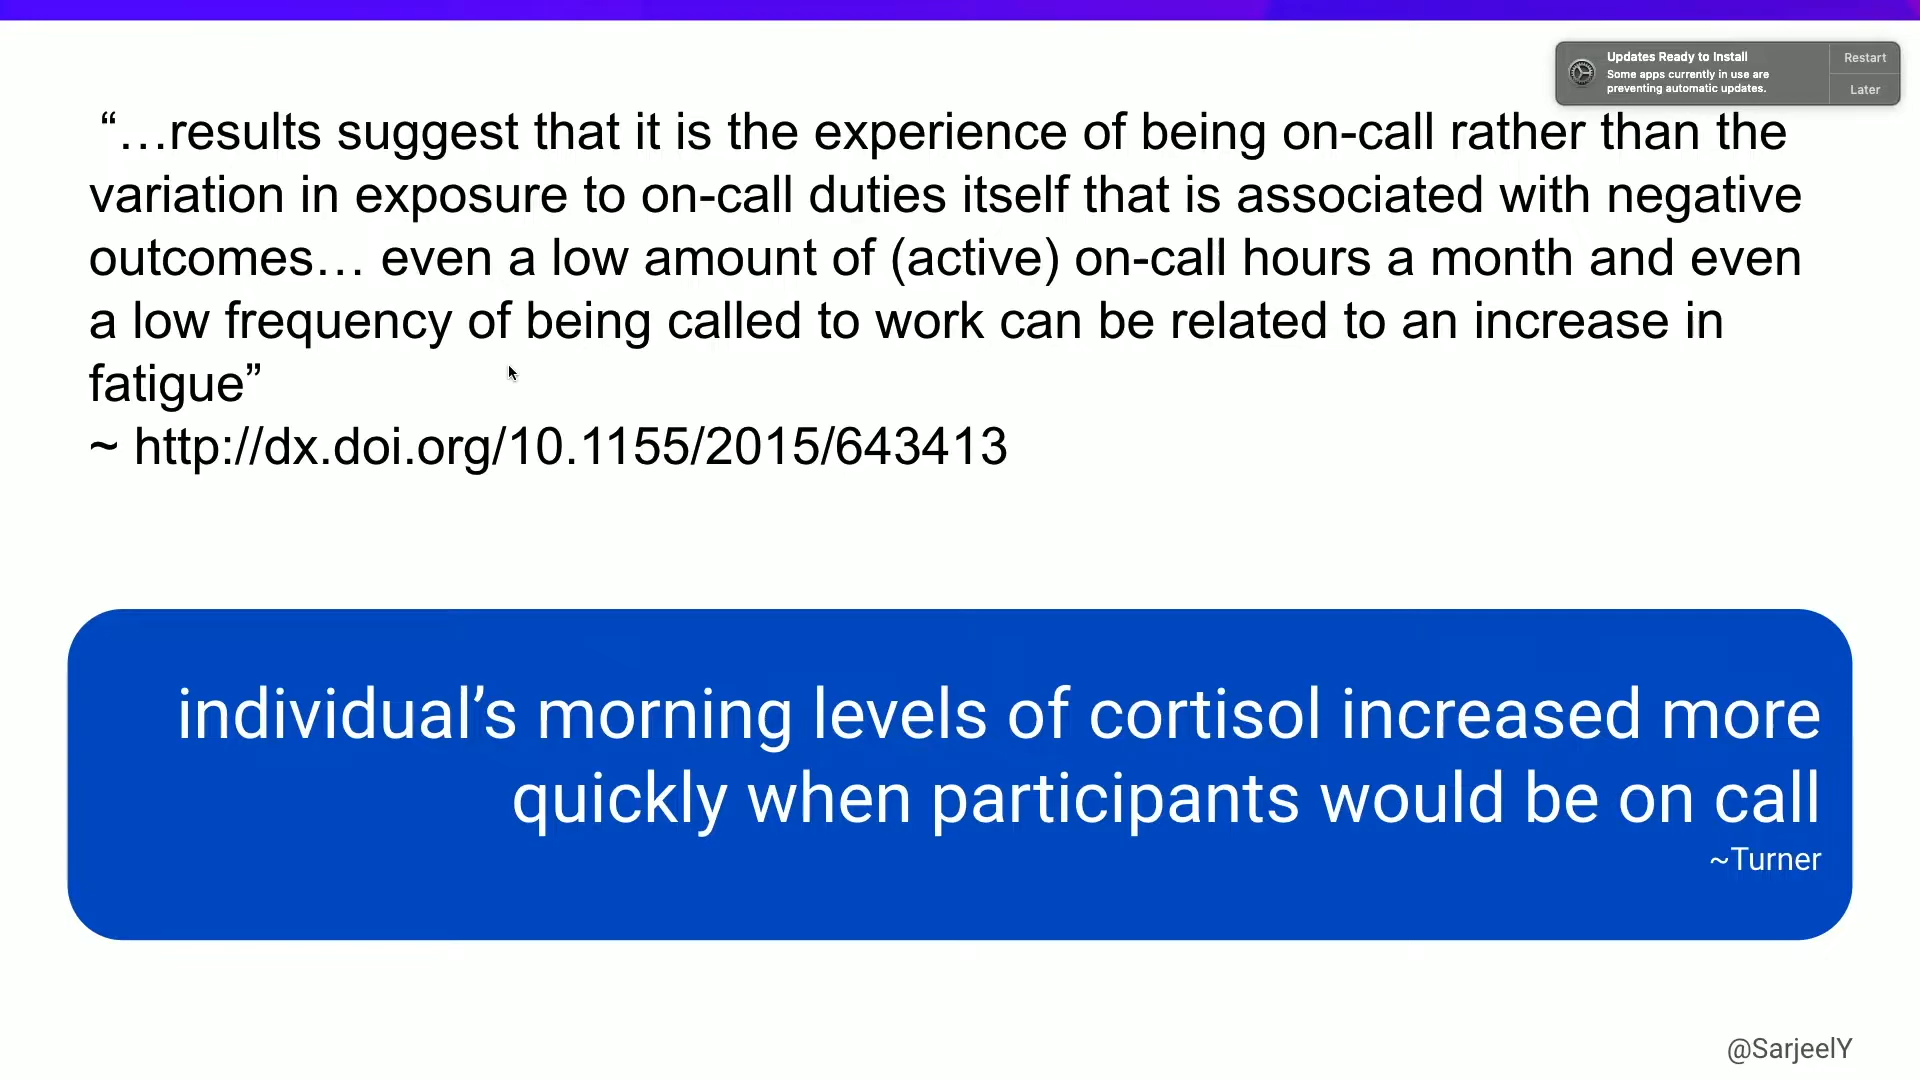 Updates Ready to Install
Some apps currently in use are
preventing automatic updates.
Restart
Later
“…results suggest that it is the experience of being on-call rather than the
variation in exposure to on-call duties itself that is associated with negative
outcomes… even a low amount of (active) on-call hours a month and even
a low frequency of being called to work can be related to an increase in
fatigue”
~ http://dx.doi.org/10.1155/2015/643413
individual’s morning levels of cortisol increased more
quickly when participants would be on call
~Turner
@SarjeelY